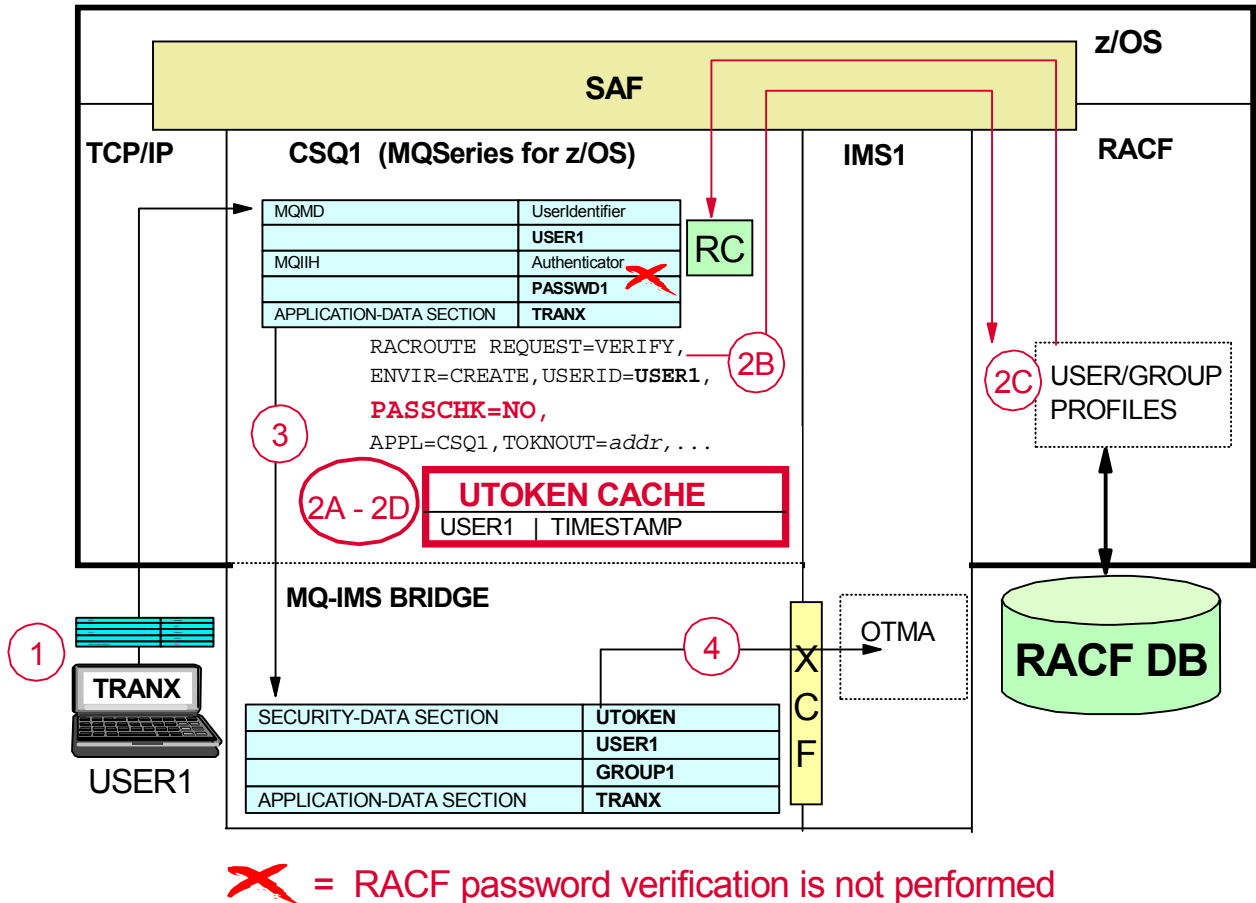 z/OS
SAF
TCP/IP
CSQ1 (MQSeries for z/OS)
IMS1
RACF
MQMD UserIdentifier
USER1
MQIIH Authenticator
PASSWD1
APPLICATION-DATA SECTION TRANX
RC
RACROUTE REQUEST=VERIFY,
ENVIR=CREATE,USERID=USER1,
PASSCHK=NO,
APPL=CSQ1,TOKNOUT=addr,...
2B
2C
USER/GROUP
PROFILES
3
2A - 2D
UTOKEN CACHE
USER1 | TIMESTAMP
MQ-IMS BRIDGE
1
TRANX
USER1
4
XCF
OTMA
RACF DB
SECURITY-DATA SECTION UTOKEN
USER1
GROUP1
APPLICATION-DATA SECTION TRANX
= RACF password verification is not performed